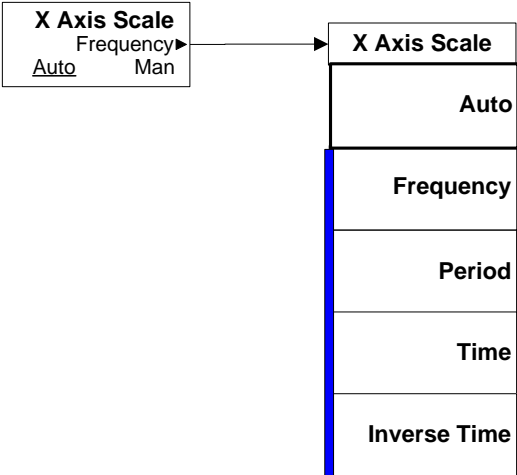 X Axis Scale
Frequency
Auto Man
X Axis Scale
Auto
Frequency
Period
Time
Inverse Time